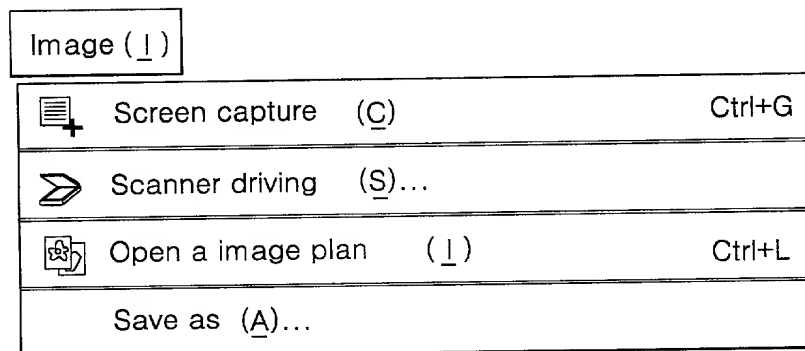 Image ( I )
Screen capture (C) Ctrl+G
Scanner driving (S)...
Open a image plan ( I ) Ctrl+L
Save as (A)...